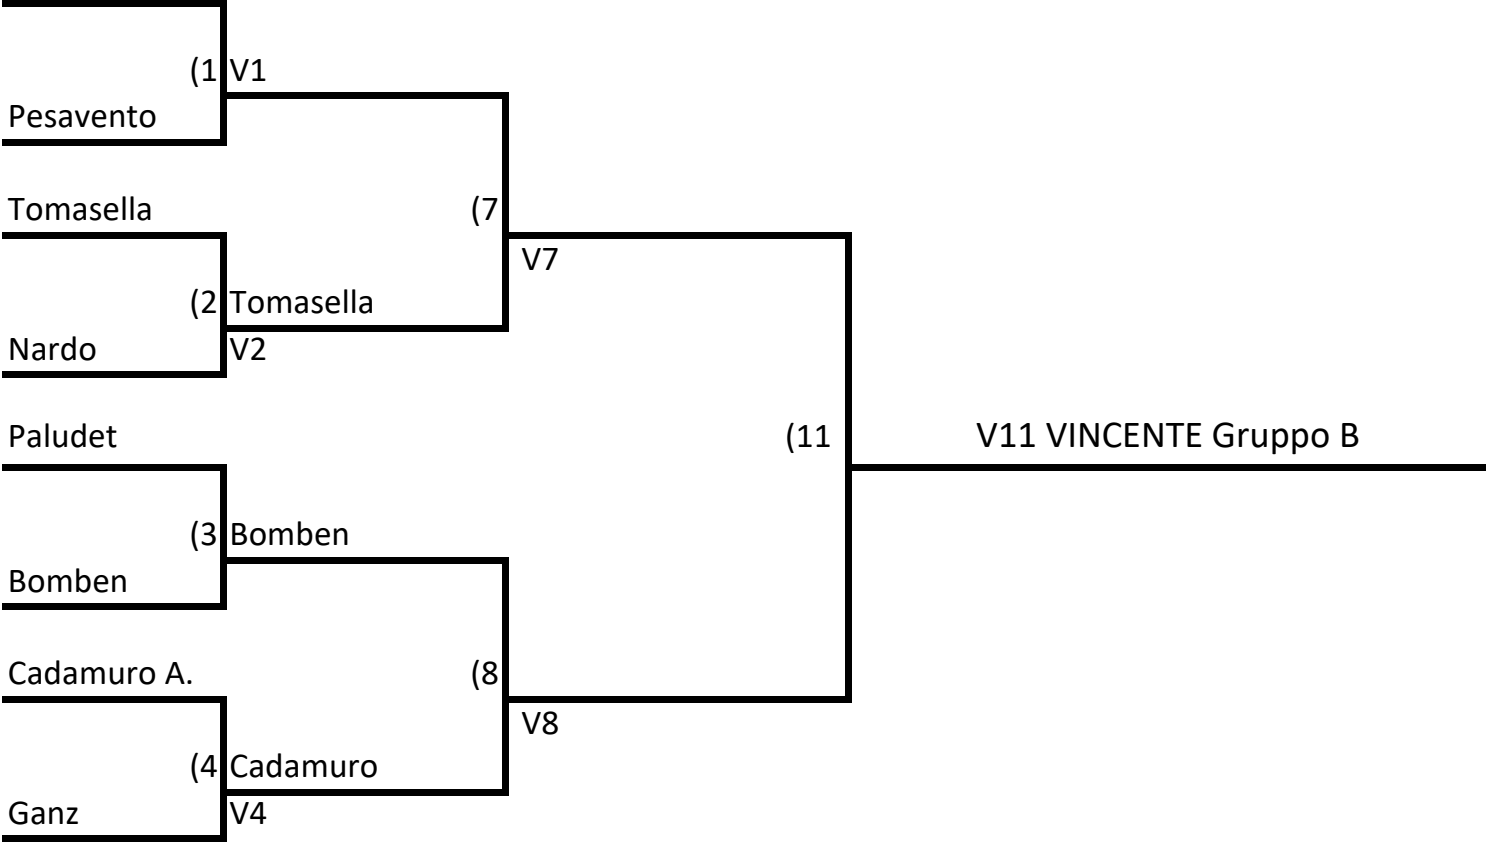 (1 V1
Pesavento
Tomasella (7
V7
(2 Tomasella
Nardo V2
Paludet (11 V11 VINCENTE Gruppo B
(3 Bomben
Bomben
Cadamuro A. (8
V8
(4 Cadamuro
Ganz V4